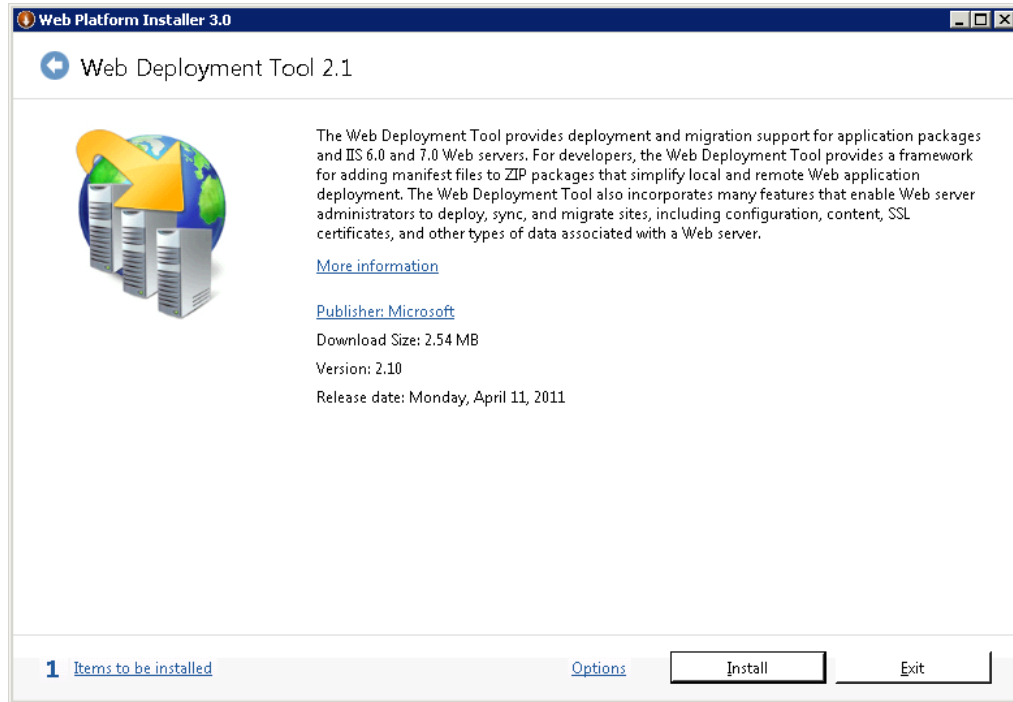 Web Platform Installer 3.0
Web Deployment Tool 2.1
The Web Deployment Tool provides deployment and migration support for application packages
and IIS 6.0 and 7.0 Web servers. For developers, the Web Deployment Tool provides a framework
for adding manifest files to ZIP packages that simplify local and remote Web application
deployment. The Web Deployment Tool also incorporates many features that enable Web server
administrators to deploy, sync, and migrate sites, including configuration, content, SSL
certificates, and other types of data associated with a Web server.
More information
Publisher: Microsoft
Download Size: 2.54 MB
Version: 2.10
Release date: Monday, April 11, 2011
1 Items to be installed Options Install Exit